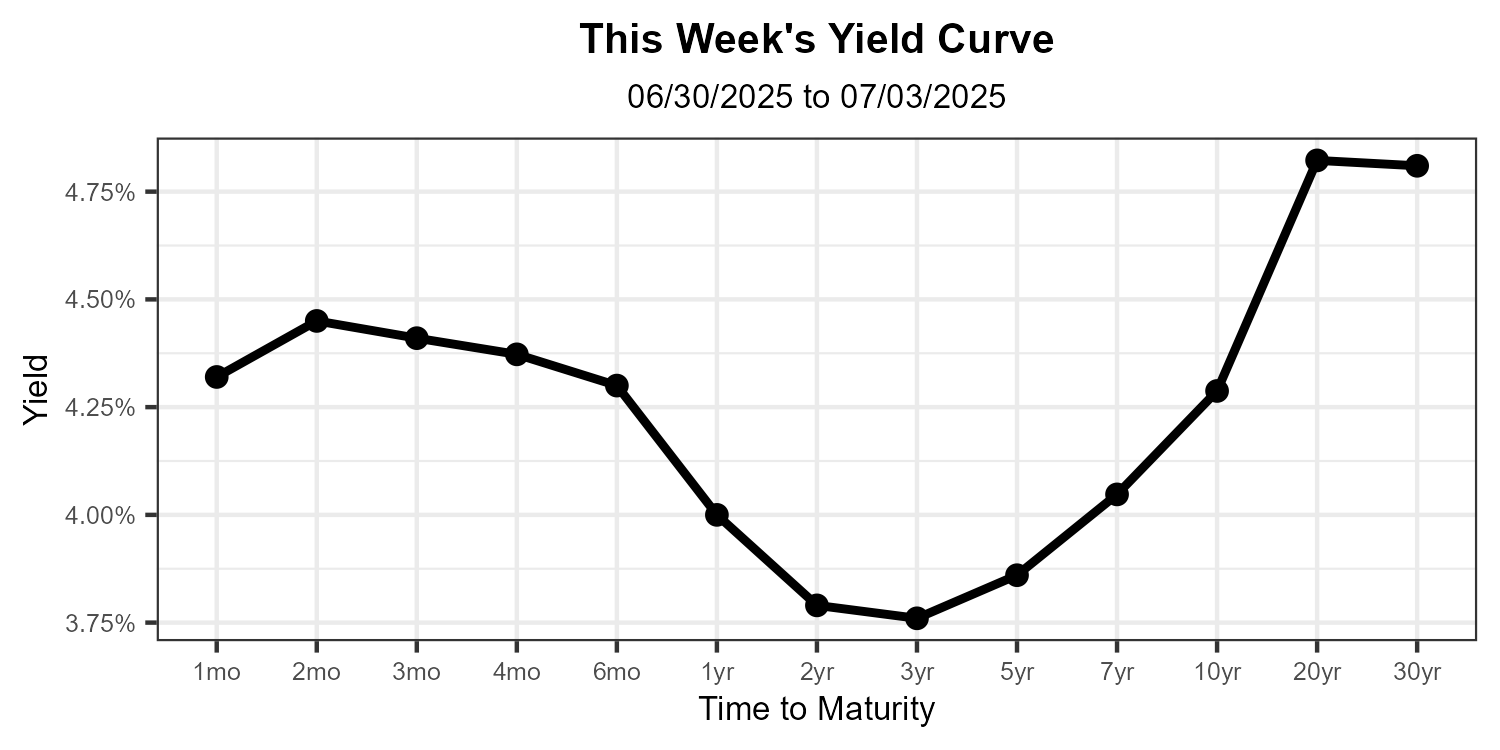 This Week's Yield Curve
06/30/2025 to 07/03/2025
Yield
4.75%
4.50%
4.25%
4.00%
3.75%
1mo 2mo 3mo 4mo 6mo 1yr 2yr 3yr 5yr 7yr 10yr 20yr 30yr
Time to Maturity